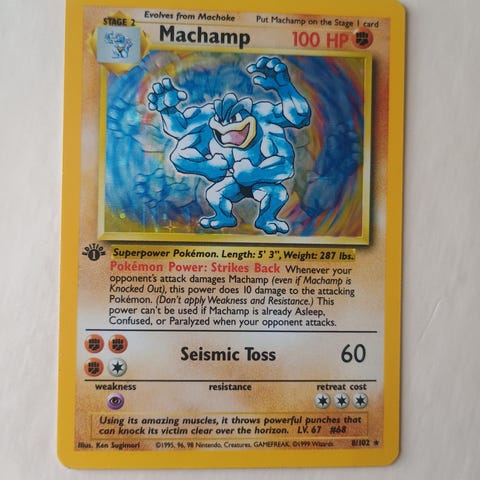 STAGE 2
Evolves from Machoke
Put Machamp on the Stage 1 card
Machamp
100 HP
EDITION
1
Superpower Pokémon. Length: 5' 3", Weight: 287 lbs.
Pokémon Power: Strikes Back Whenever your
opponent's attack damages Machamp (even if Machamp is
Knocked Out), this power does 10 damage to the attacking
Pokémon. (Don't apply Weakness and Resistance.) This
power can't be used if Machamp is already Asleep,
Confused, or Paralyzed when your opponent attacks.
Seismic Toss
60
weakness
resistance
retreat cost
Using its amazing muscles, it throws powerful punches that
can knock its victim clear over the horizon. LV. 67 #68
Illus. Ken Sugimori
©1995, 96, 98 Nintendo, Creatures, GAMEFREAK. ©1999 Wizards.
8/102 ★